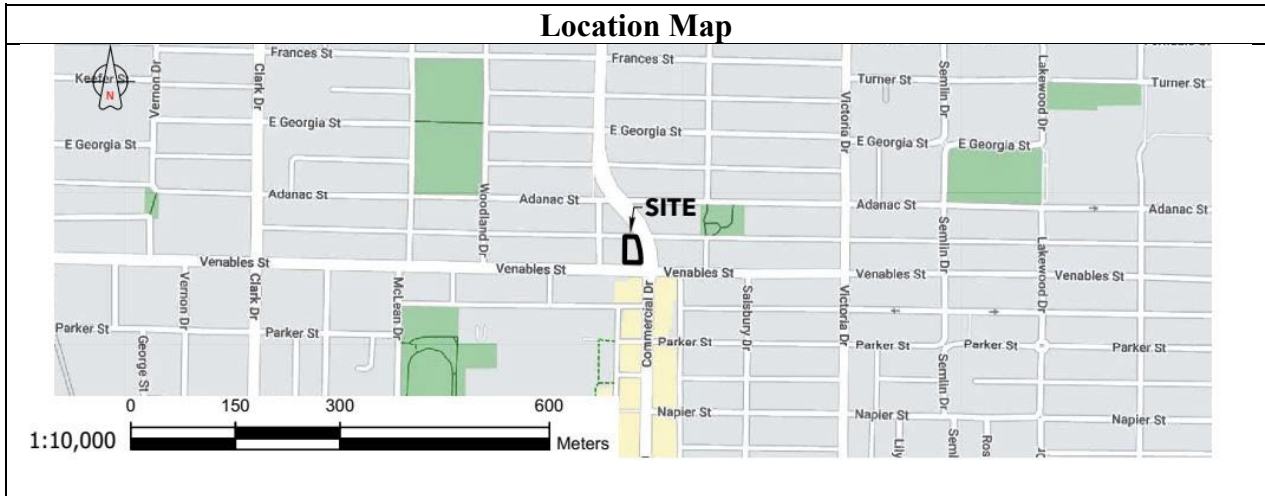 Location Map
Frances St
Frances St
Keefer St
Vernon Dr
Clark Dr
N
Turner St
Semlin Dr
Lakewood Dr
Turner St
E Georgia St
E Georgia St
E Georgia St
Victoria Dr
E Georgia St
E Georgia St
Adanac St
Woodland Dr
Adanac St
SITE
Adanac St
Adanac St
Semlin Dr
Lakewood Dr
Venables St
Venables St
Venables St
Venables St
Venables St
Vernon Dr
Clark Dr
McLean Dr
Commercial Dr
Salsbury Dr
Victoria Dr
Parker St
George St
Parker St
Parker St
Parker St
Parker St
Parker St
Semlin Dr
Napier St
Napier St
Napier St
Lily
Seml
Ros
0 150 300 600
1:10,000
Meters